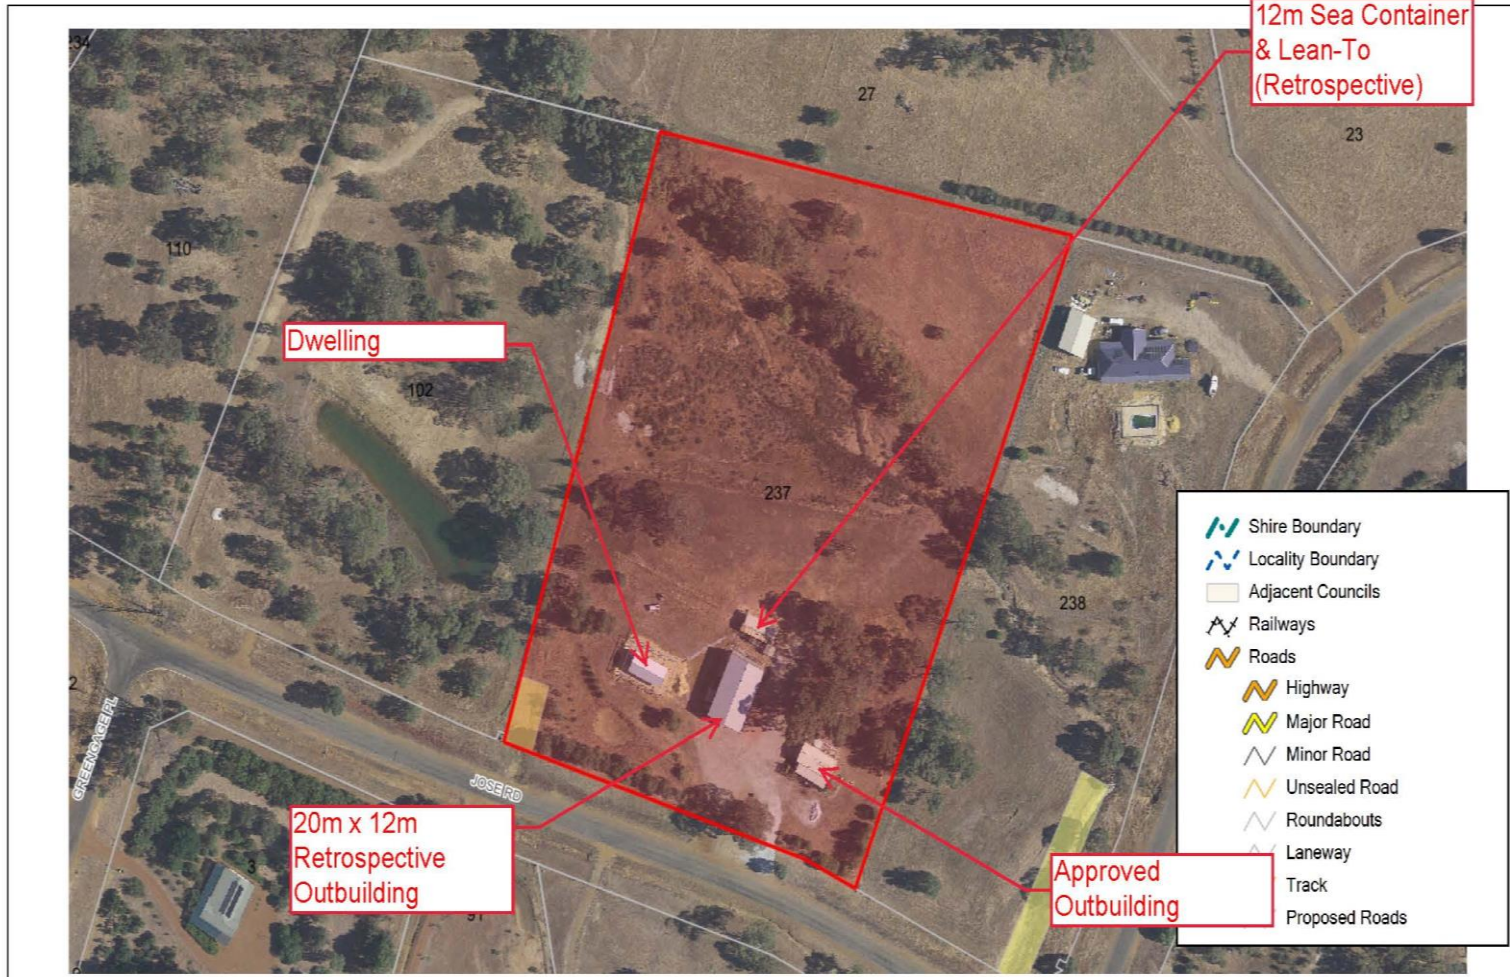 12m Sea Container
& Lean-To
(Retrospective)
234
27
23
110
Dwelling
102
237
238
2
GREENGAGE PL
JOSE RD
20m x 12m
Retrospective
Outbuilding
3
91
Approved
Outbuilding
Shire Boundary
Locality Boundary
Adjacent Councils
Railways
Roads
Highway
Major Road
Minor Road
Unsealed Road
Roundabouts
Laneway
Track
Proposed Roads